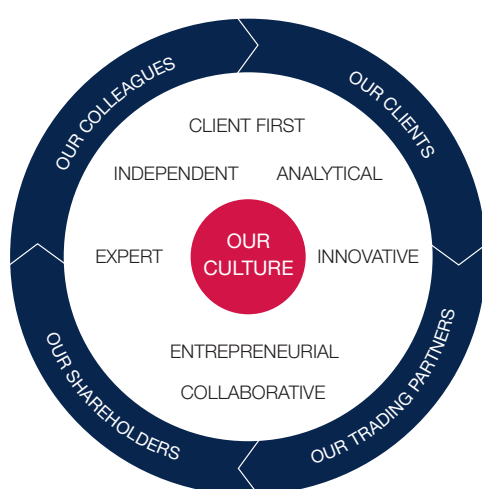 OUR COLLEAGUES
OUR CLIENTS
CLIENT FIRST
INDEPENDENT
ANALYTICAL
EXPERT
OUR
CULTURE
INNOVATIVE
ENTREPRENEURIAL
COLLABORATIVE
OUR SHAREHOLDERS
OUR TRADING PARTNERS